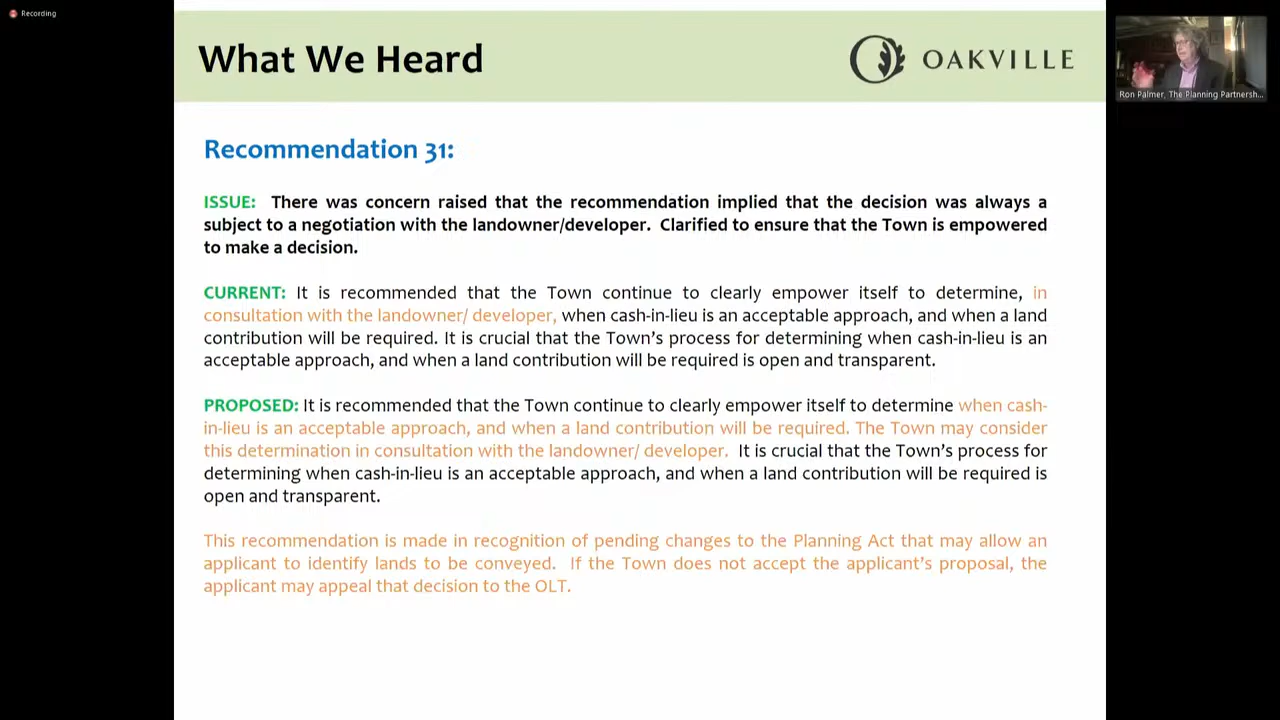 Recording
What We Heard
OAKVILLE
Ron Palmer, The Planning Partnersh...
Recommendation 31:
ISSUE: There was concern raised that the recommendation implied that the decision was always a
subject to a negotiation with the landowner/developer. Clarified to ensure that the Town is empowered
to make a decision.
CURRENT: It is recommended that the Town continue to clearly empower itself to determine, in
consultation with the landowner/ developer, when cash-in-lieu is an acceptable approach, and when a land
contribution will be required. It is crucial that the Town's process for determining when cash-in-lieu is an
acceptable approach, and when a land contribution will be required is open and transparent.
PROPOSED: It is recommended that the Town continue to clearly empower itself to determine when cash-
in-lieu is an acceptable approach, and when a land contribution will be required. The Town may consider
this determination in consultation with the landowner/ developer. It is crucial that the Town's process for
determining when cash-in-lieu is an acceptable approach, and when a land contribution will be required is
open and transparent.
This recommendation is made in recognition of pending changes to the Planning Act that may allow an
applicant to identify lands to be conveyed. If the Town does not accept the applicant's proposal, the
applicant may appeal that decision to the OLT.